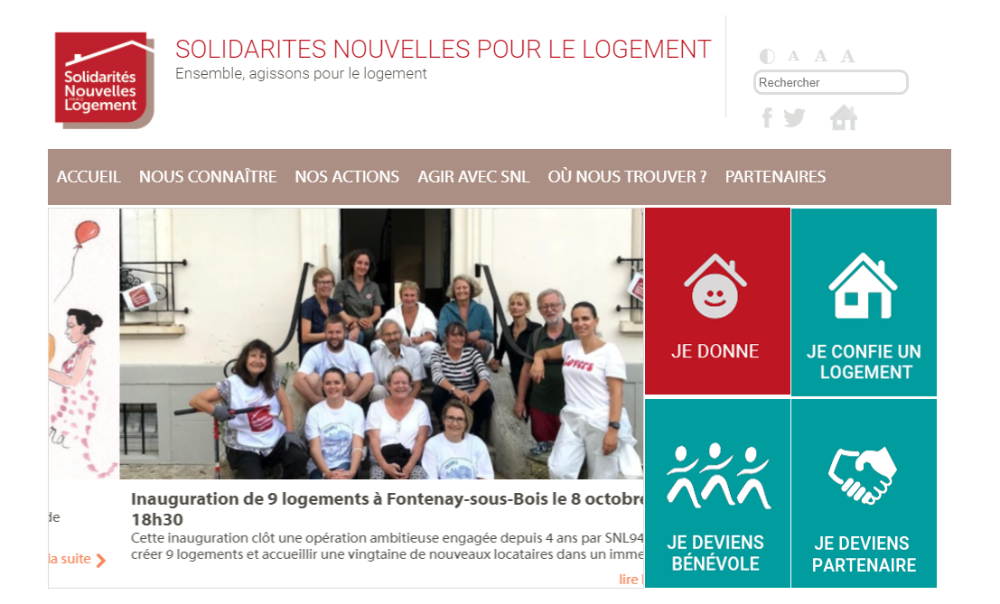 Solidarités
Nouvelles
POUR LE
Logement
SOLIDARITES NOUVELLES POUR LE LOGEMENT
Ensemble, agissons pour le logement
A A A
Rechercher
ACCUEIL NOUS CONNAÎTRE NOS ACTIONS AGIR AVEC SNL OÙ NOUS TROUVER ? PARTENAIRES
Lovers
JE DONNE
JE CONFIE UN
LOGEMENT
Inauguration de 9 logements à Fontenay-sous-Bois le 8 octobre
18h30
Cette inauguration clôt une opération ambitieuse engagée depuis 4 ans par SNL94
créer 9 logements et accueillir une vingtaine de nouveaux locataires dans un imme
de
la suite
lire
JE DEVIENS
BÉNÉVOLE
JE DEVIENS
PARTENAIRE